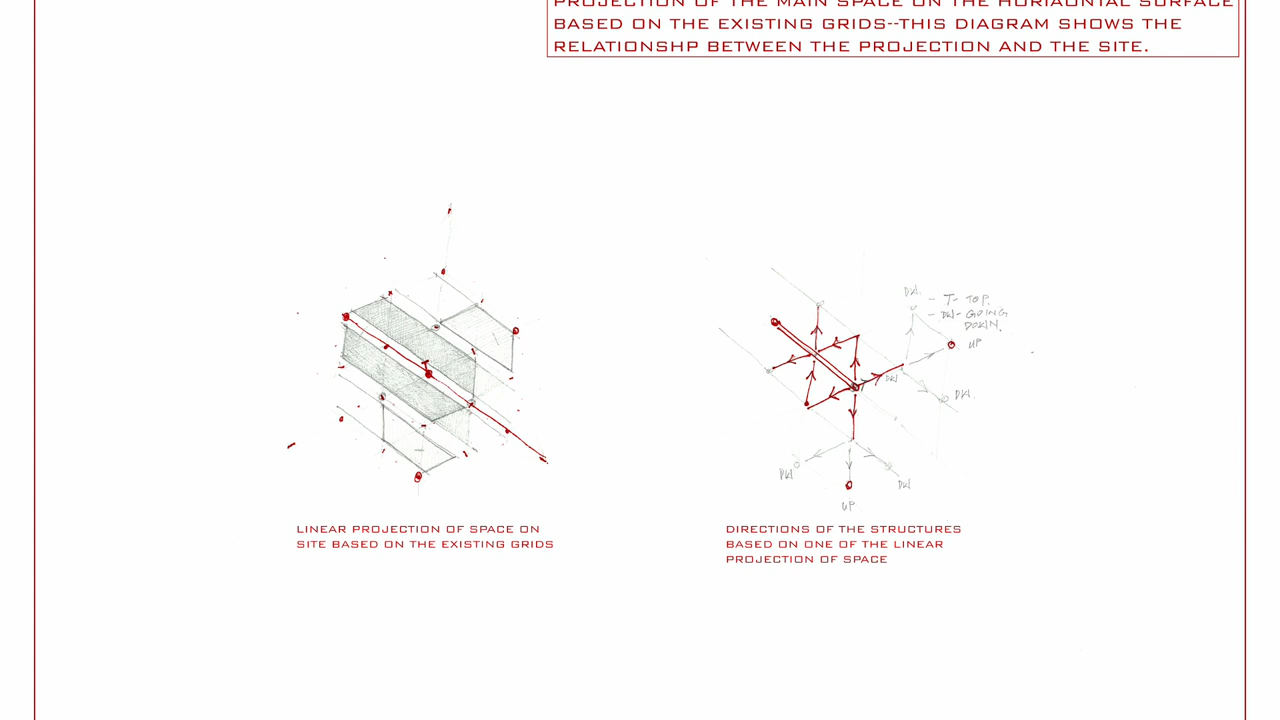 PROJECTION OF THE MAIN SPACE ON THE HORIAONTAL SURFACE
BASED ON THE EXISTING GRIDS--THIS DIAGRAM SHOWS THE
RELATIONSHP BETWEEN THE PROJECTION AND THE SITE.
DW.
- T- TOP.
- DW- GOING
DOWN.
UP
DW
DW.
DW
DW
UP
LINEAR PROJECTION OF SPACE ON
SITE BASED ON THE EXISTING GRIDS
DIRECTIONS OF THE STRUCTURES
BASED ON ONE OF THE LINEAR
PROJECTION OF SPACE